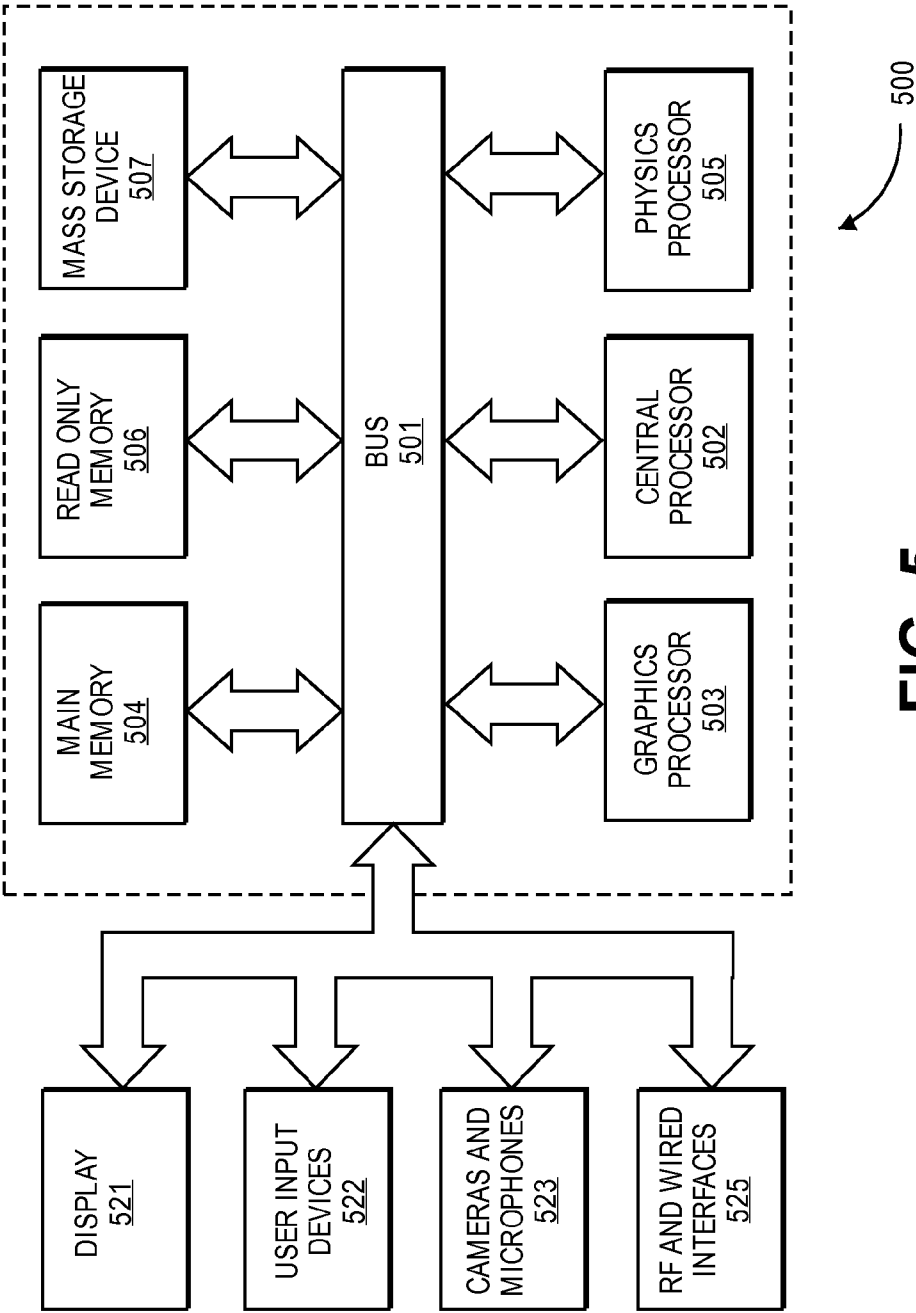 DISPLAY
521
MAIN
MEMORY
504
READ ONLY
MEMORY
506
MASS STORAGE
DEVICE
507
USER INPUT
DEVICES
522
BUS
501
CAMERAS AND
MICROPHONES
523
RF AND WIRED
INTERFACES
525
GRAPHICS
PROCESSOR
503
CENTRAL
PROCESSOR
502
PHYSICS
PROCESSOR
505
500
FIG. 5